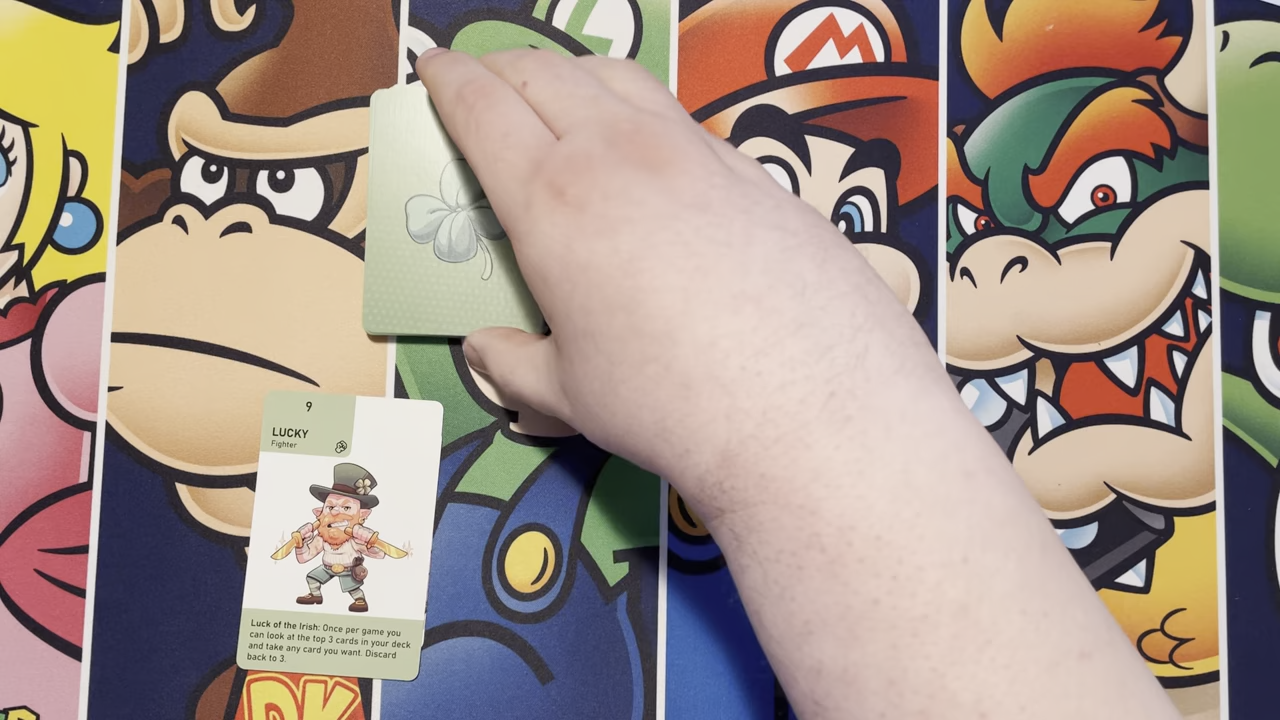 L
M
9
LUCKY
Fighter
Luck of the Irish: Once per game you
can look at the top 3 cards in your deck
and take any card you want. Discard
back to 3.
DK